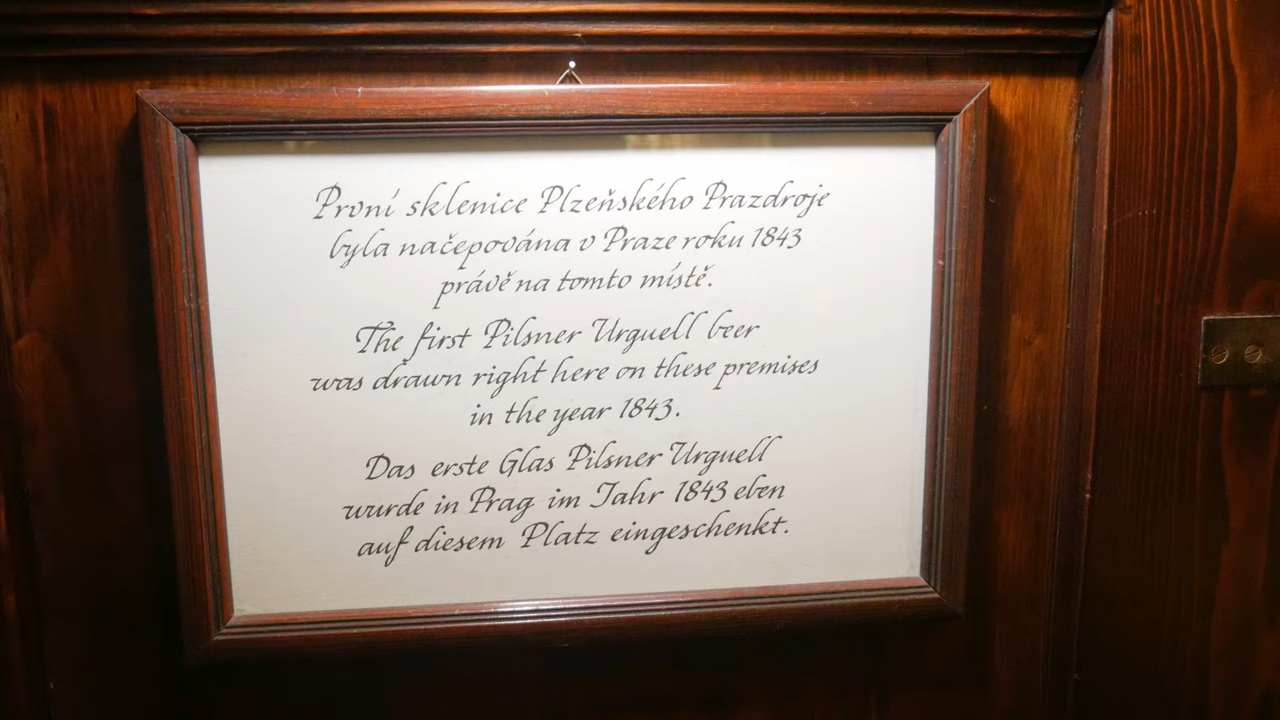 První sklenice Plzeňského Prazdroje
byla načepována v Praze roku 1843
právě na tomto místě.
The first Pilsner Urguell beer
was drawn right here on these premises
in the year 1843.
Das erste Glas Pilsner Urguell
wurde in Prag im Jahr 1843 eben
auf diesem Platz eingeschenkt.